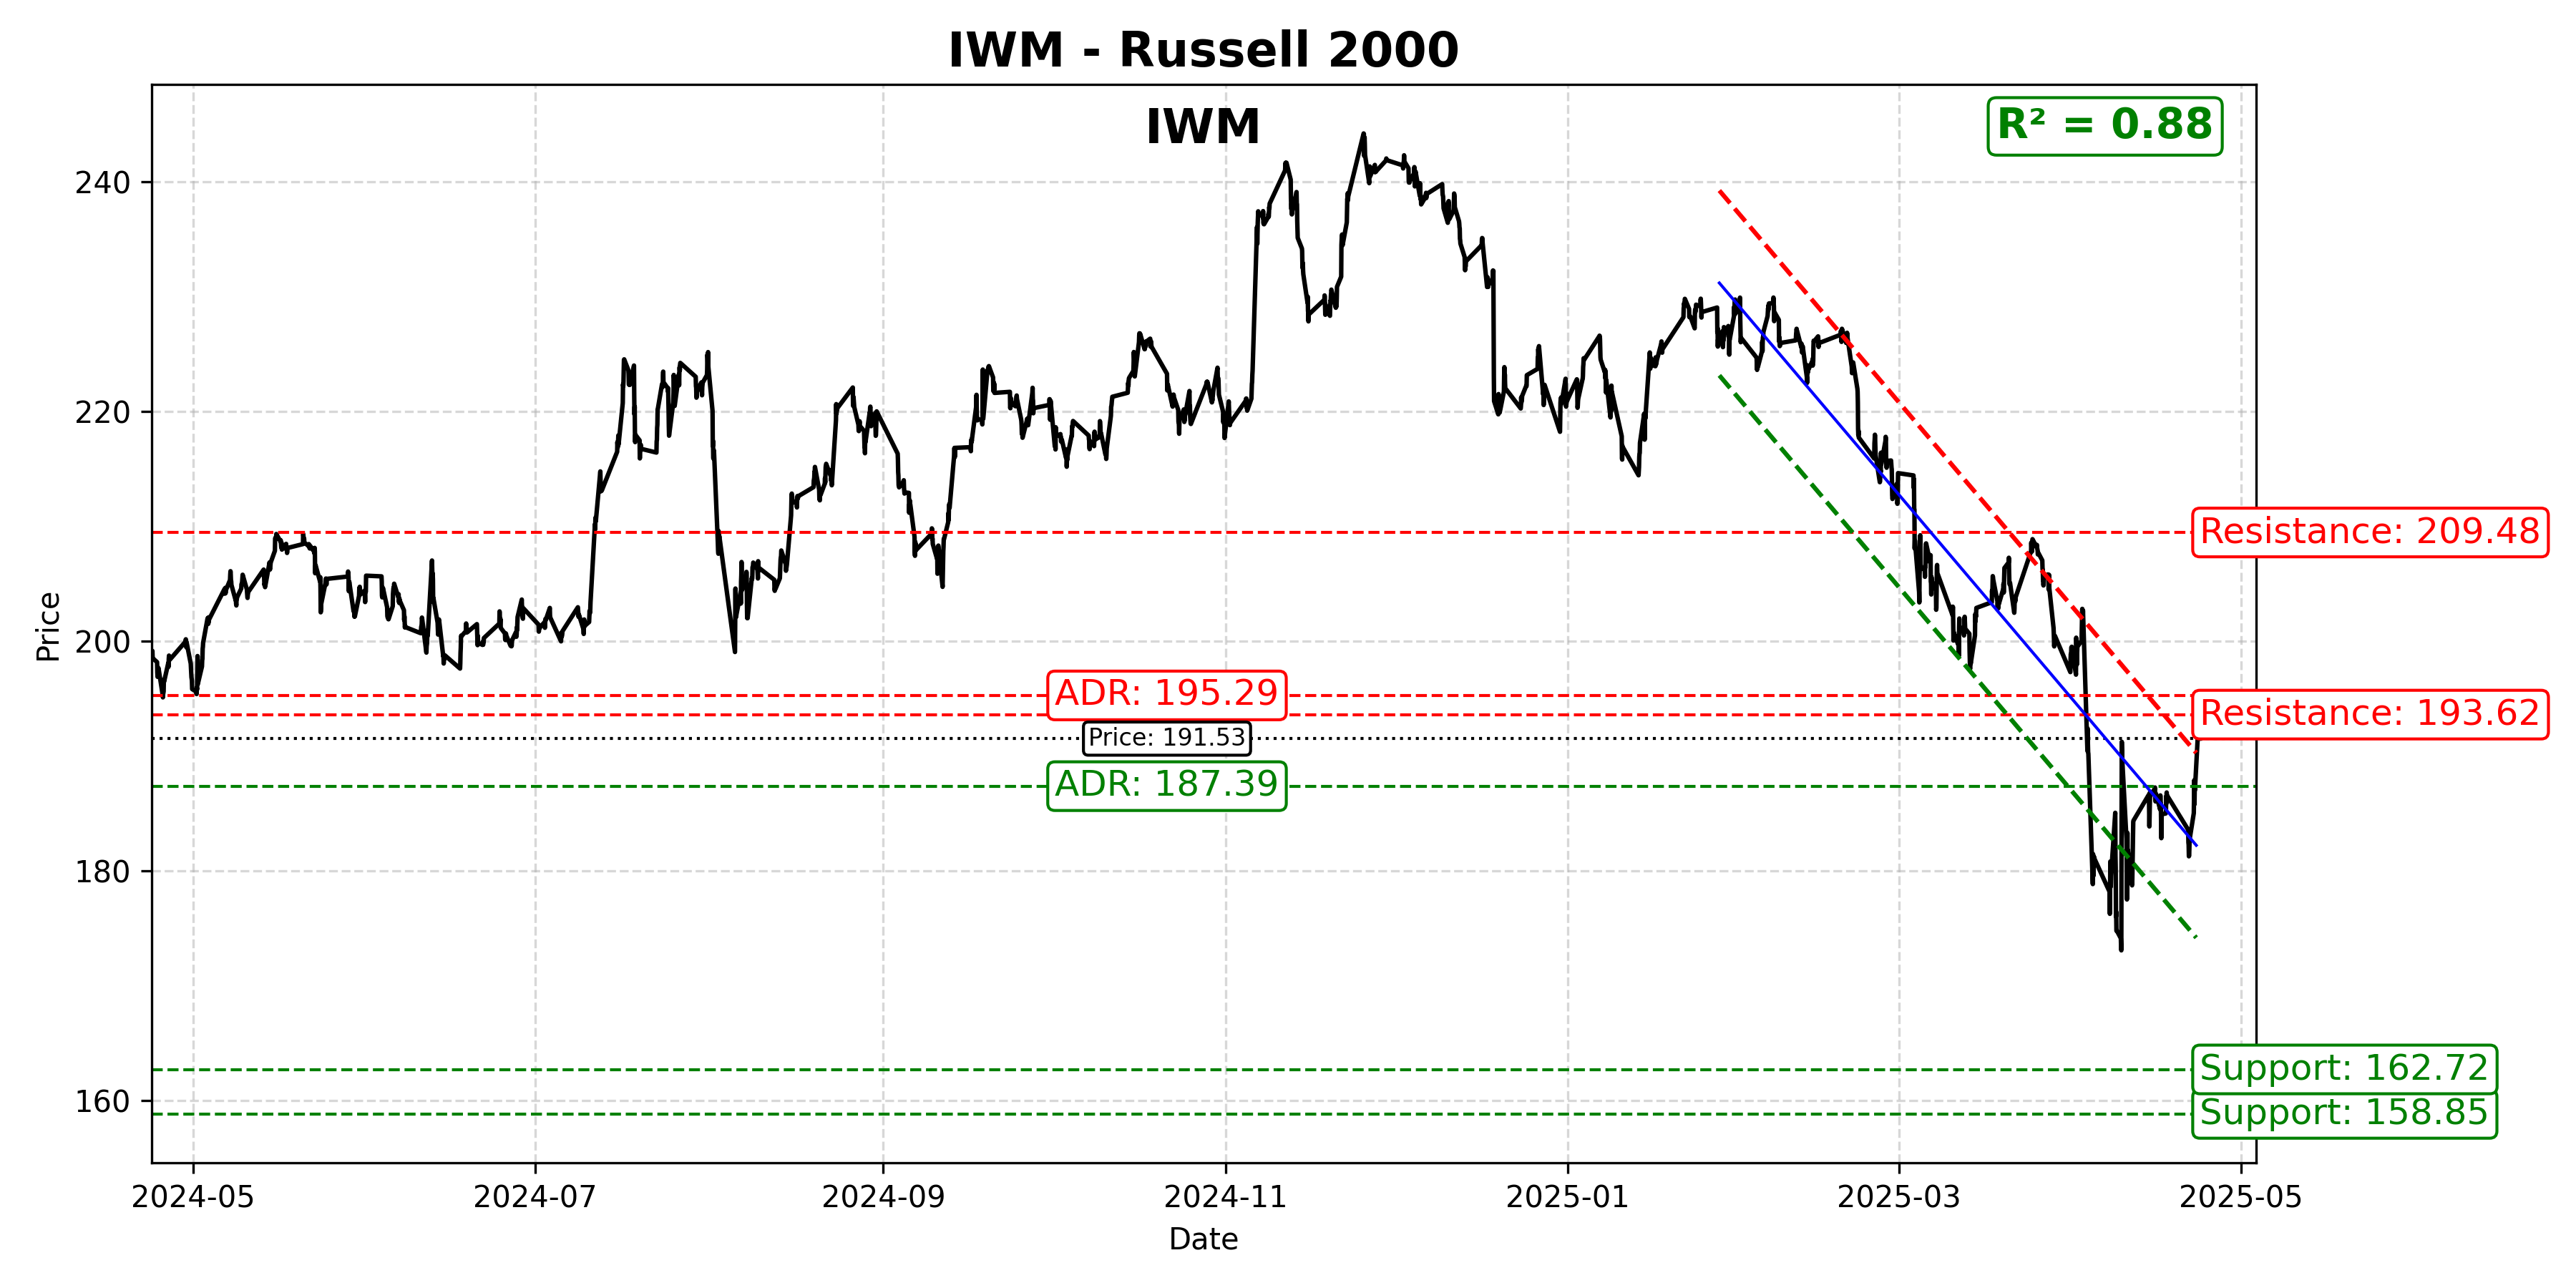 IWM - Russell 2000
IWM
R² = 0.88
240
220
200
180
160
Price
Resistance: 209.48
ADR: 195.29
Resistance: 193.62
Price: 191.53
ADR: 187.39
Support: 162.72
Support: 158.85
2024-05
2024-07
2024-09
2024-11
2025-01
2025-03
2025-05
Date